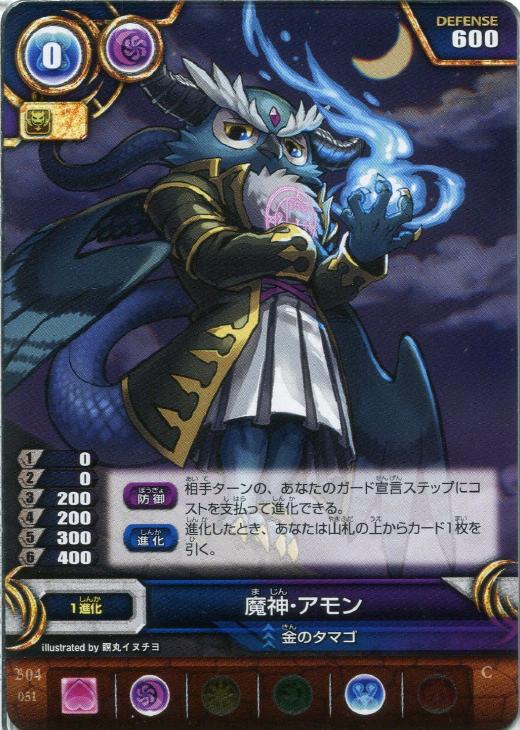 0
DEFENSE
600
1 0
2 0
3 200
4 200
5 300
6 400
防御 相手ターンの、あなたのガード宣言ステップにコ
ストを支払って進化できる。
進化 進化したとき、あなたは山札の上からカード1枚を
引く。
1進化
魔神・アモン
金のタマゴ
illustrated by 瞑丸イヌチヨ
B04
051
C